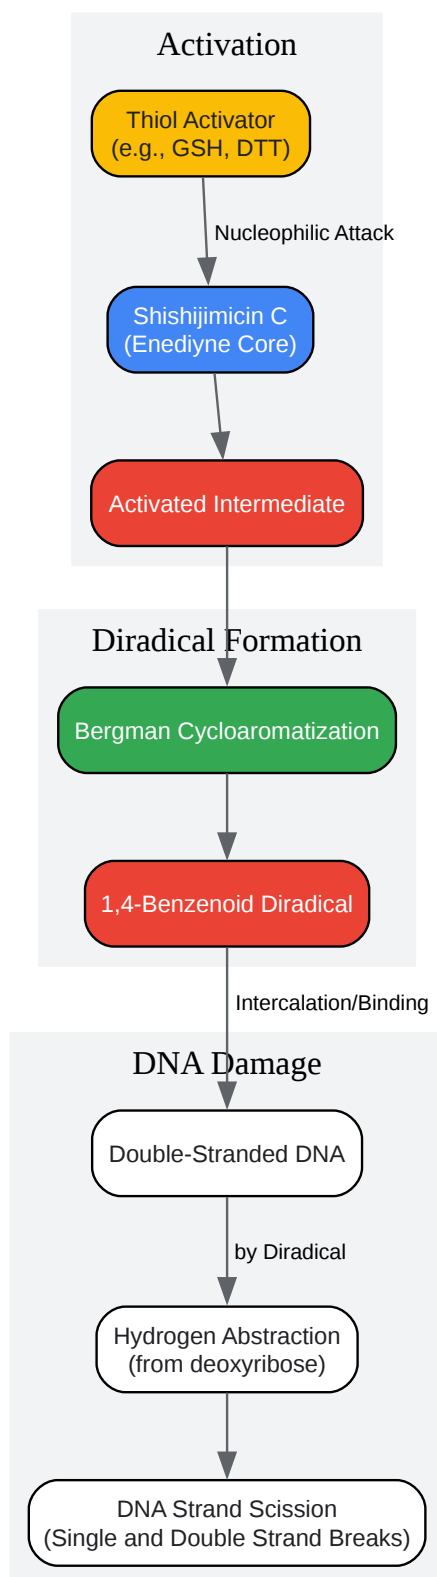 Activation
Thiol Activator
(e.g., GSH, DTT)
Nucleophilic Attack
Shishijimicin C
(Enediyne Core)
Activated Intermediate
Diradical Formation
Bergman Cycloaromatization
1,4-Benzenoid Diradical
Intercalation/Binding
DNA Damage
Double-Stranded DNA
by Diradical
Hydrogen Abstraction
(from deoxyribose)
DNA Strand Scission
(Single and Double Strand Breaks)